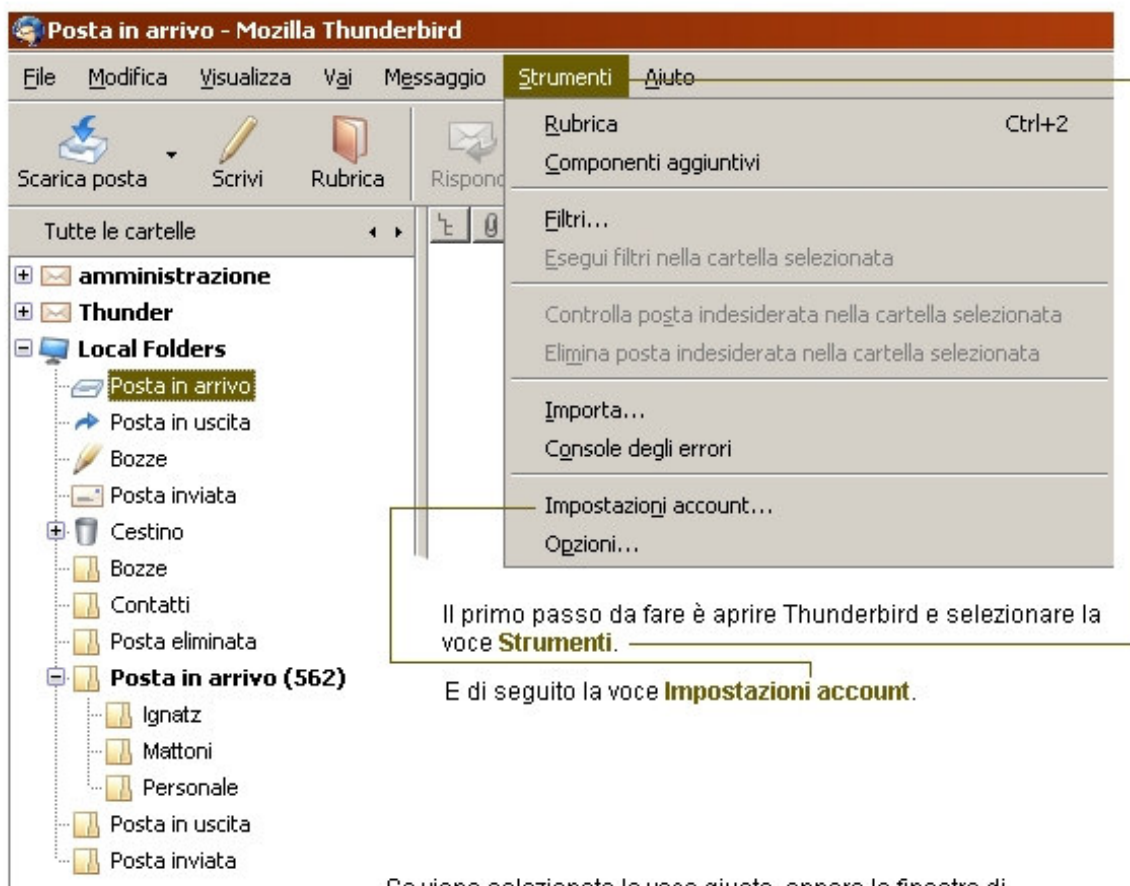 Posta in arrivo - Mozilla Thunderbird
File Modifica Visualizza Vai Messaggio Strumenti Aiuto
Scarica posta Scrivi Rubrica
Rubrica Ctrl+2
Componenti aggiuntivi
Filtri...
Esegui filtri nella cartella selezionata
Controlla posta indesiderata nella cartella selezionata
Elimina posta indesiderata nella cartella selezionata
Importa...
Console degli errori
Impostazioni account...
Opzioni...
Tutte le cartelle
amministrazione
Thunder
Local Folders
Posta in arrivo
Posta in uscita
Bozze
Posta inviata
Cestino
Bozze
Contatti
Posta eliminata
Posta in arrivo (562)
Ignatz
Mattoni
Personale
Posta in uscita
Posta inviata
Il primo passo da fare è aprire Thunderbird e selezionare la
voce Strumenti.
E di seguito la voce Impostazioni account.